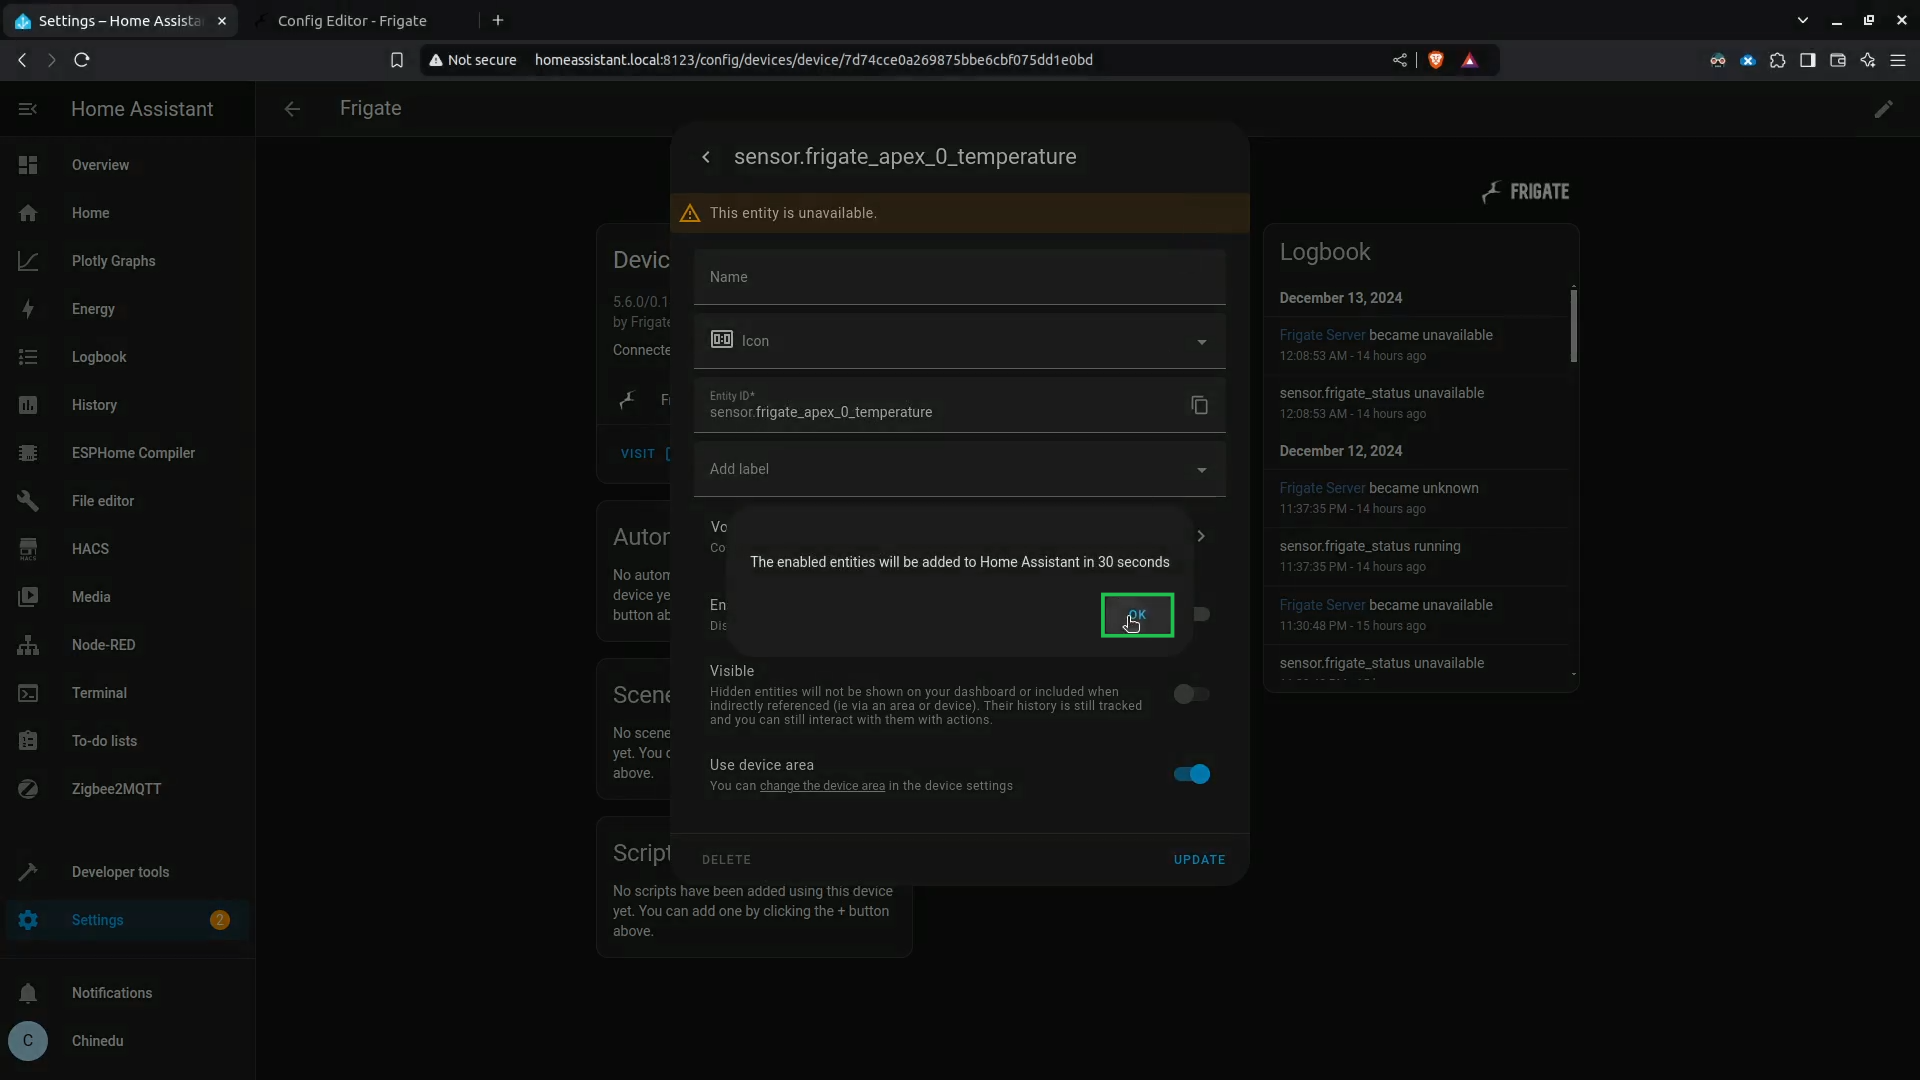 Settings – Home Assista
Config Editor - Frigate
Not secure
homeassistant.local:8123/config/devices/device/7d74cce0a269875bbe6cbf075dd1e0bd
Home Assistant
Overview
Home
Plotly Graphs
Energy
Logbook
History
ESPHome Compiler
File editor
HACS
HACS
Media
Node-RED
Terminal
To-do lists
Zigbee2MQTT
Developer tools
Settings
2
Notifications
C
Chinedu
Frigate
Devic
5.6.0/0.1
by Frigate
Connecte
Fr
VISIT
Autor
No autom
device ye
button ab
Scene
No scene
yet. You c
above.
Script
No scripts have been added using this device
yet. You can add one by clicking the + button
above.
sensor.frigate_apex_0_temperature
This entity is unavailable.
Name
Icon
Entity ID*
sensor.frigate_apex_0_temperature
Add label
Vo
Co
The enabled entities will be added to Home Assistant in 30 seconds
OK
En
Dis
Visible
Hidden entities will not be shown on your dashboard or included when
indirectly referenced (ie via an area or device). Their history is still tracked
and you can still interact with them with actions.
Use device area
You can change the device area in the device settings
DELETE
UPDATE
FRIGATE
Logbook
December 13, 2024
Frigate Server became unavailable
12:08:53 AM - 14 hours ago
sensor.frigate_status unavailable
12:08:53 AM - 14 hours ago
December 12, 2024
Frigate Server became unknown
11:37:35 PM - 14 hours ago
sensor.frigate_status running
11:37:35 PM - 14 hours ago
Frigate Server became unavailable
11:30:48 PM - 15 hours ago
sensor.frigate_status unavailable